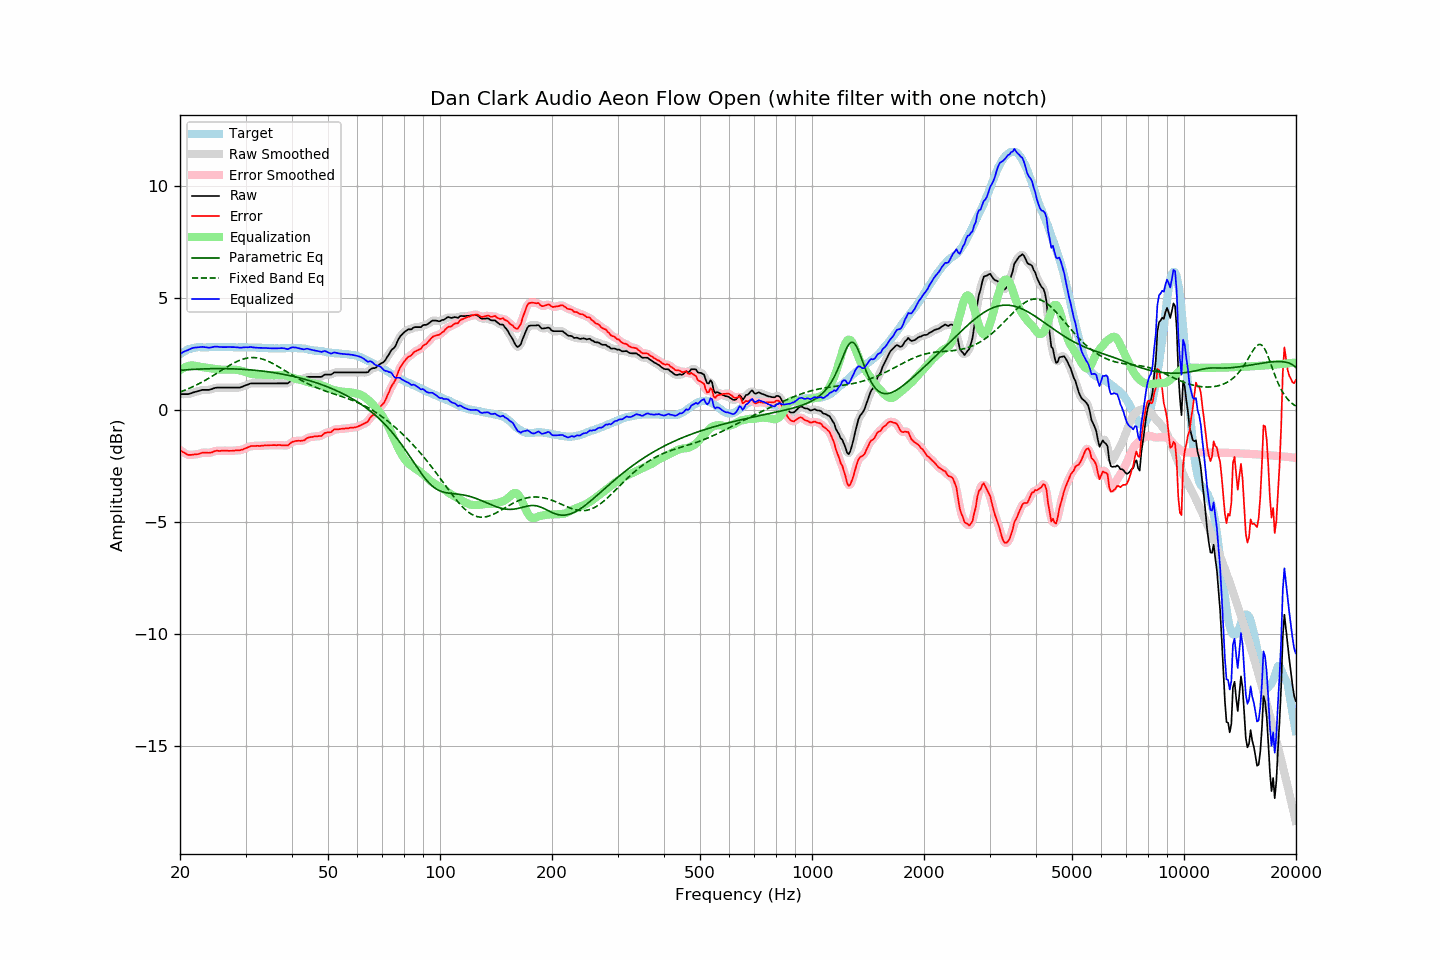 Dan Clark Audio Aeon Flow Open (white filter with one notch)
Target
Raw Smoothed
Error Smoothed
Raw
Error
Equalization
Parametric Eq
Fixed Band Eq
Equalized
10
5
0
−5
−10
−15
Amplitude (dBr)
20 50 100 200 500 1000 2000 5000 10000 20000
Frequency (Hz)